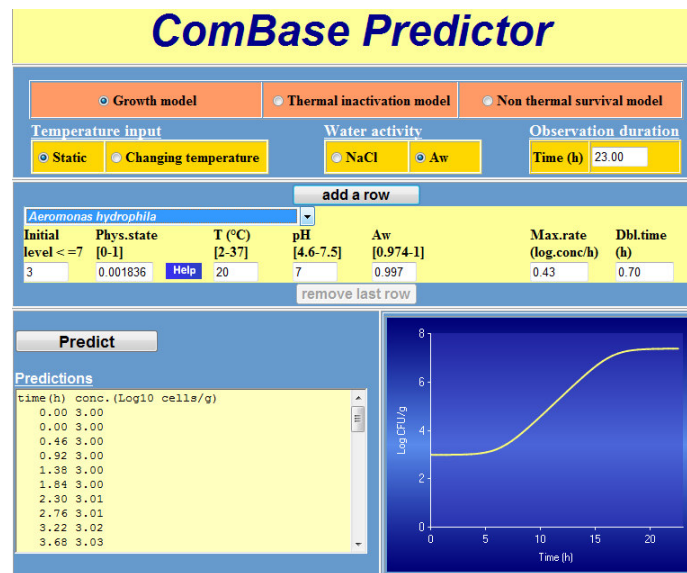 ComBase Predictor
Growth model Thermal inactivation model Non thermal survival model
Temperature input Water activity Observation duration
Static Changing temperature NaCl Aw Time (h) 23.00
add a row
Aeromonas hydrophila
Initial Phys.state T (°C) pH Aw Max.rate Dbl.time
level < =7 [0-1] [2-37] [4.6-7.5] [0.974-1] (log.conc/h) (h)
3 0.001836 Help 20 7 0.997 0.43 0.70
remove last row
Predict
Predictions
time(h) conc.(Log10 cells/g)
0.00 3.00
0.00 3.00
0.46 3.00
0.92 3.00
1.38 3.00
1.84 3.00
2.30 3.01
2.76 3.01
3.22 3.02
3.68 3.03
Log CFU/g
8
6
4
2
0
0 5 10 15 20
Time (h)